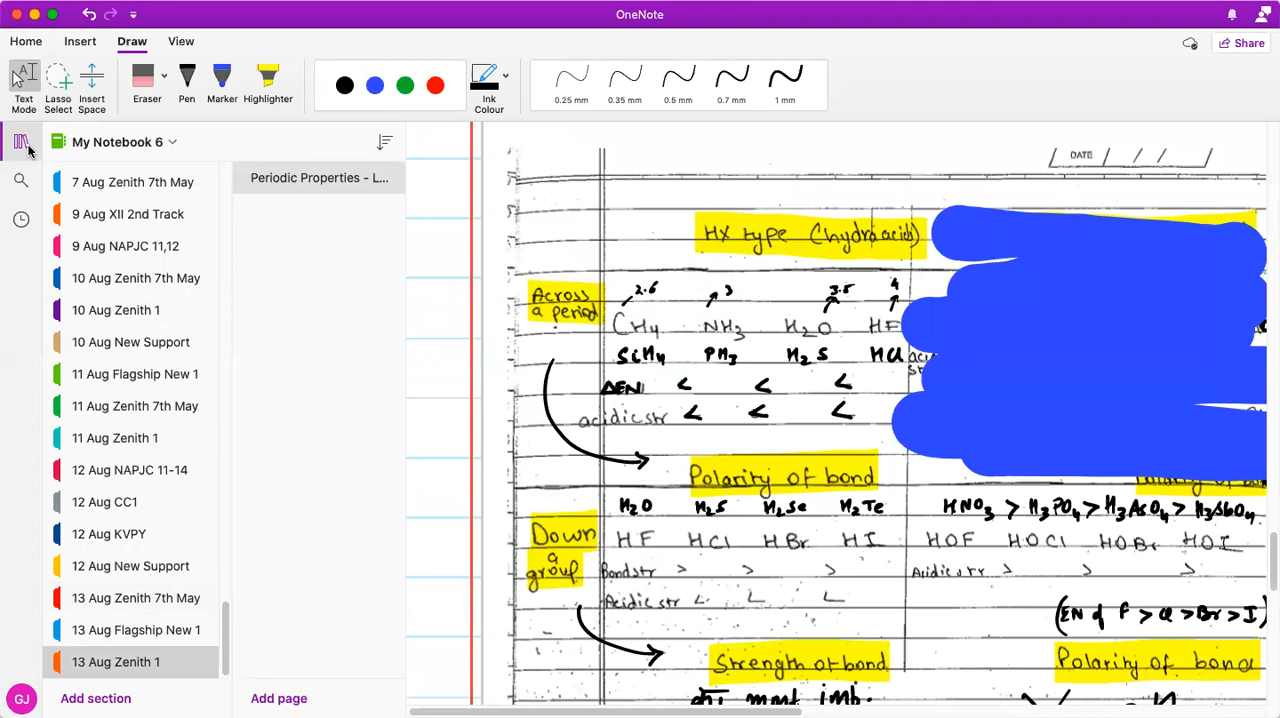 OneNote
Home Insert Draw View
Share
Text Mode
Lasso Select
Insert Space
Eraser
Pen
Marker
Highlighter
Ink Colour
0.25 mm 0.35 mm 0.5 mm 0.7 mm 1 mm
My Notebook 6
7 Aug Zenith 7th May
9 Aug XII 2nd Track
9 Aug NAPJC 11,12
10 Aug Zenith 7th May
10 Aug Zenith 1
10 Aug New Support
11 Aug Flagship New 1
11 Aug Zenith 7th May
11 Aug Zenith 1
12 Aug NAPJC 11-14
12 Aug CC1
12 Aug KVPY
12 Aug New Support
13 Aug Zenith 7th May
13 Aug Flagship New 1
13 Aug Zenith 1
Add section
GJ
Periodic Properties - L...
Add page
DATE / / /
HX type (hydraacids)
Across a period
2.6 3 3.5 4
CH4 NH3 H2O HF
SiH4 PH3 H2S HCl
ΔEN < < <
acidic str < < <
Polarity of bond
Down a group
H2O H2S H2Se H2Te
HF HCl HBr HI
Bond str > > >
Acidic str < < <
Strength of bond
HNO3 > H3PO4 > H3AsO4 > H3SbO4
HOF HOCl HOBr HOI
Acidic str > > >
(EN of F > Cl > Br > I)
Polarity of bond
mmt imb.